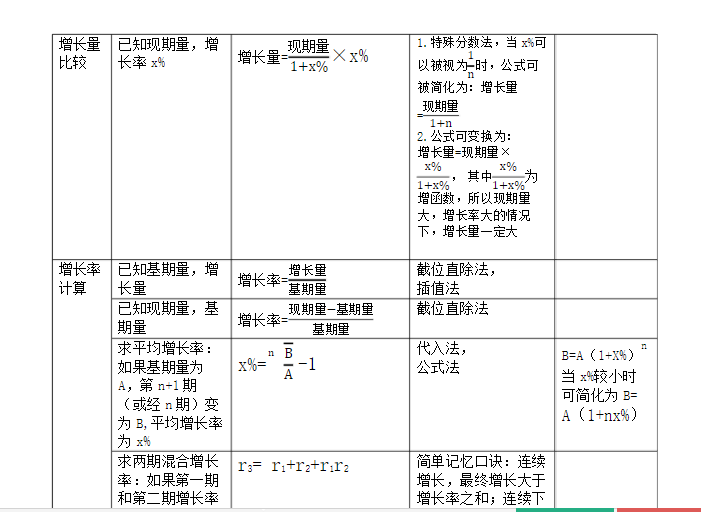 增长量
比较
已知现期量，增
长率 x%
增长量=现期量/1+x%×x%
1.特殊分数法，当 x%可
以被视为1/n时，公式可
被简化为：增长量
=现期量/1+n
2.公式可变换为：
增长量=现期量×
x%/1+x%，其中x%/1+x%为
增函数，所以现期量
大，增长率大的情况
下，增长量一定大
增长率
计算
已知基期量，增
长量
增长率=增长量/基期量
截位直除法，
插值法
已知现期量，基
期量
增长率=现期量−基期量/基期量
截位直除法
求平均增长率：
如果基期量为
A，第 n+1 期
（或经 n 期）变
为 B,平均增长率
为 x%
x%=ⁿ B/A −1
代入法，
公式法
B=A（1+X%）ⁿ
当 x%较小时
可简化为 B=
A（1+nx%）
求两期混合增长
率：如果第一期
和第二期增长率
r₃= r₁+r₂+r₁r₂
简单记忆口诀：连续
增长，最终增长大于
增长率之和；连续下